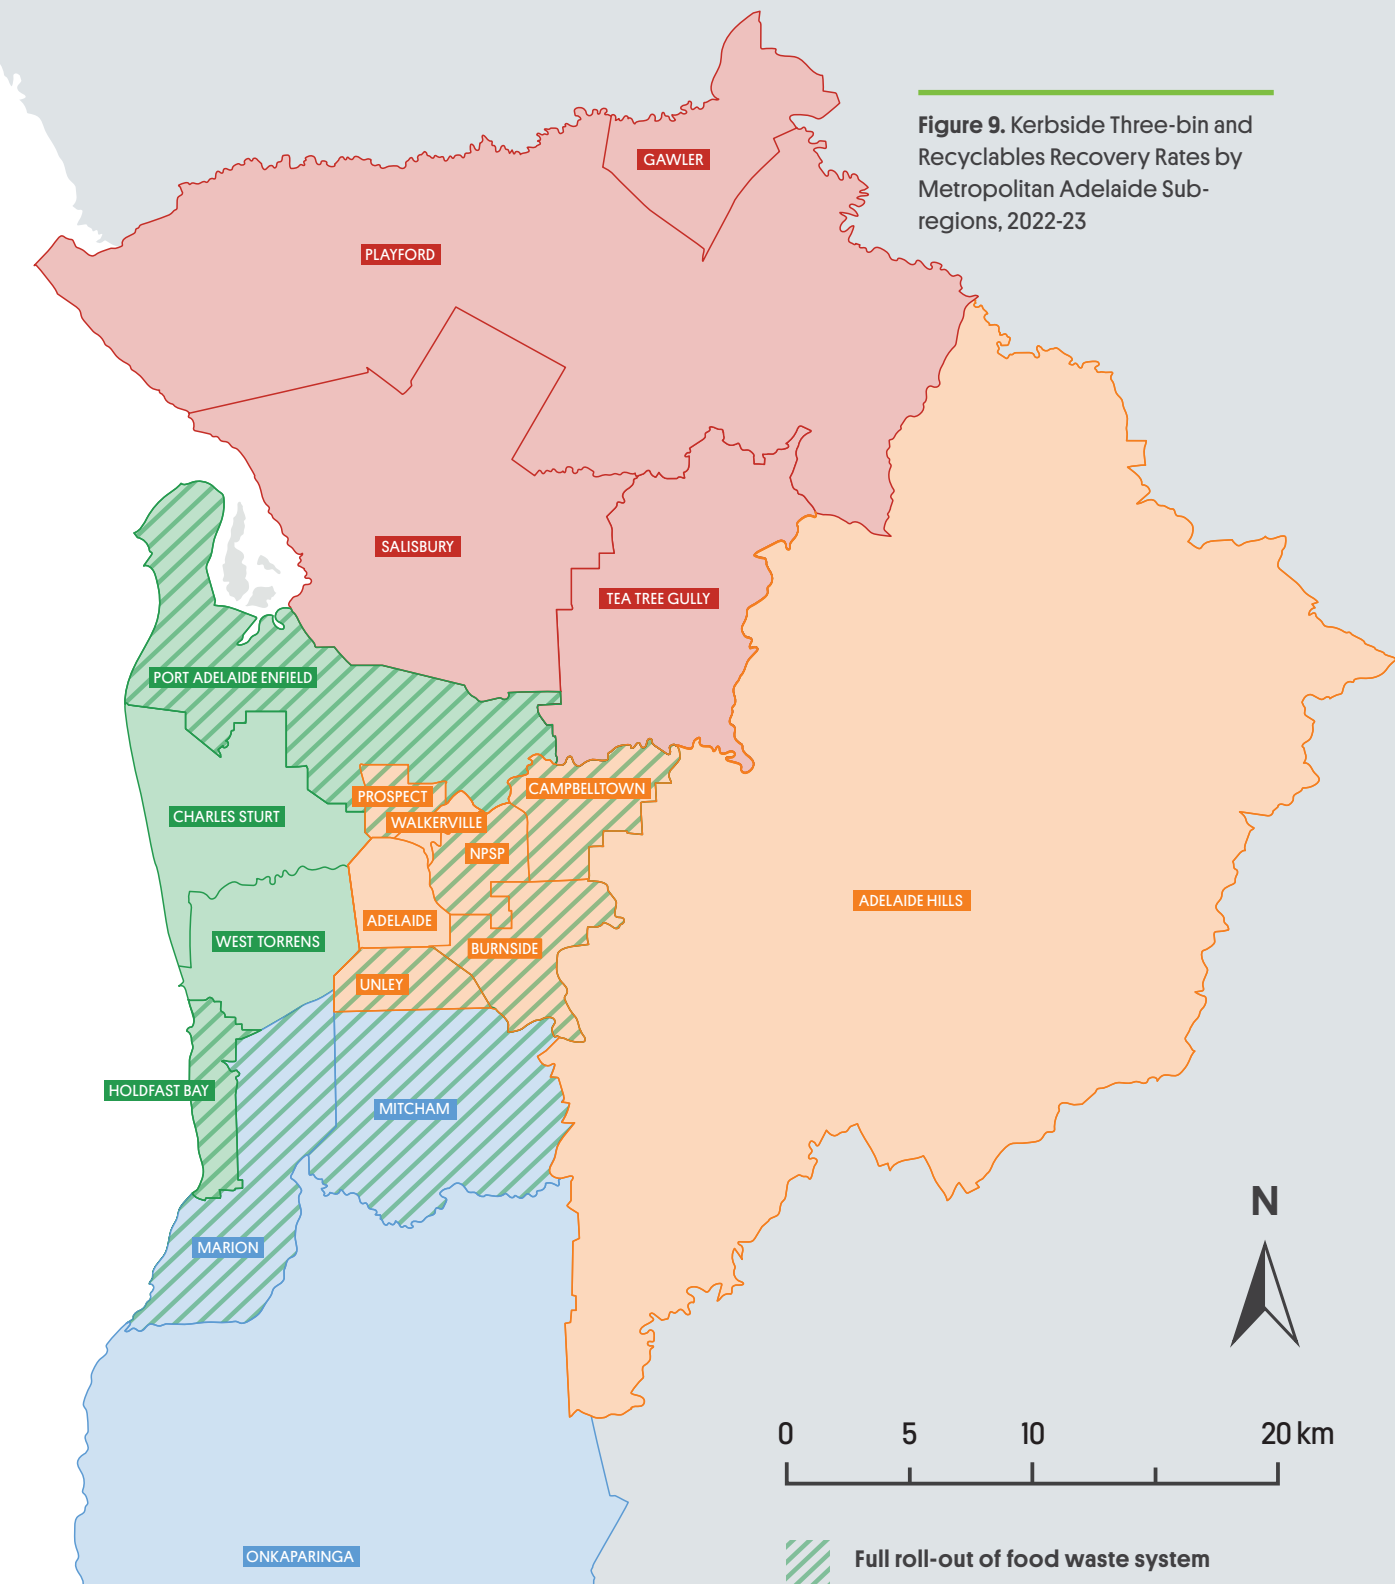 Figure 9. Kerbside Three-bin and
Recyclables Recovery Rates by
Metropolitan Adelaide Sub-
regions, 2022-23
GAWLER
PLAYFORD
SALISBURY
TEA TREE GULLY
PORT ADELAIDE ENFIELD
CAMPBELLTOWN
PROSPECT
CHARLES STURT
WALKERVILLE
NPSP
ADELAIDE HILLS
ADELAIDE
WEST TORRENS
BURNSIDE
UNLEY
HOLDFAST BAY
MITCHAM
MARION
N
0 5 10 20 km
ONKAPARINGA
Full roll-out of food waste system